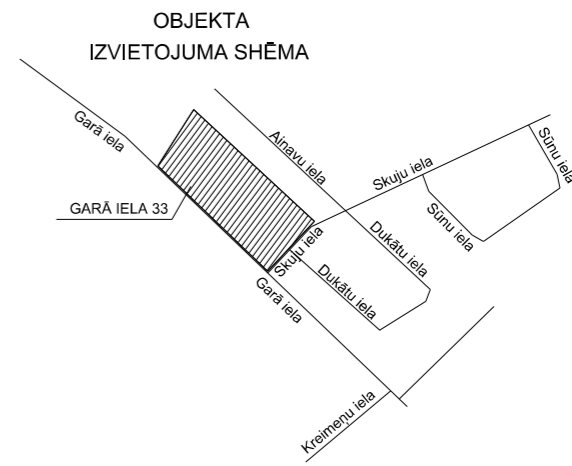 OBJEKTA
IZVIETOJUMA SHĒMA
Garā iela
Ainavu iela
Skuju iela
Sūnu iela
Sūnu iela
GARĀ IELA 33
Skuju iela
Dukātu iela
Dukātu iela
Garā iela
Kreimeņu iela